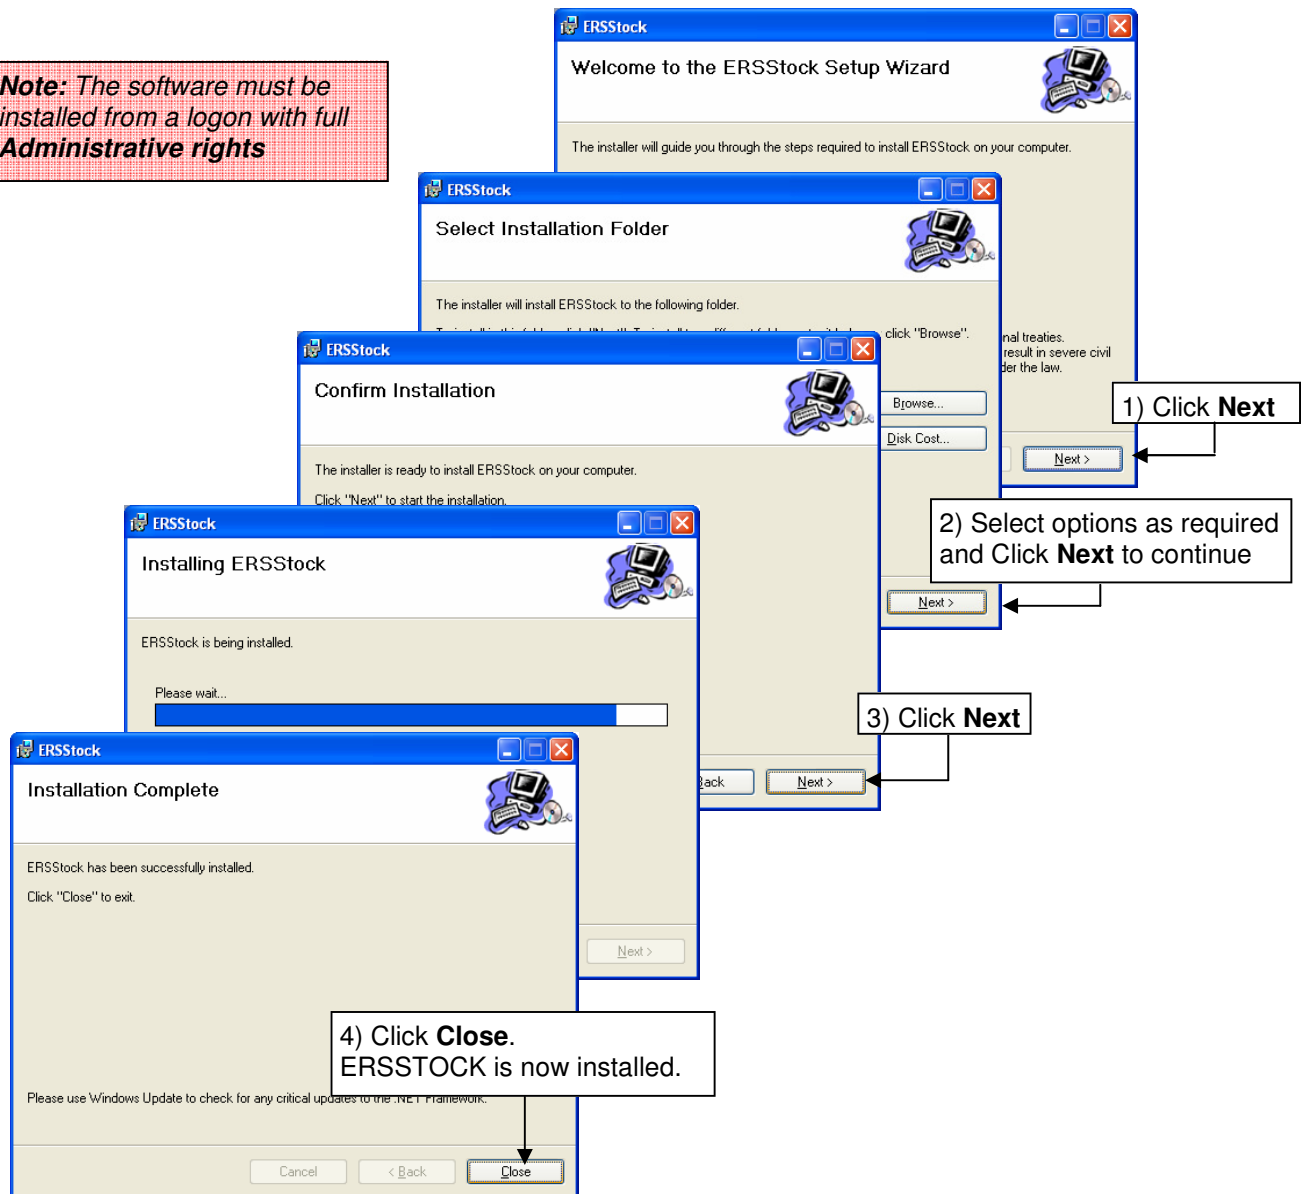 ERSStock
Welcome to the ERSStock Setup Wizard
The installer will guide you through the steps required to install ERSStock on your computer.
Note: The software must be
installed from a logon with full
Administrative rights
ERSStock
Select Installation Folder
The installer will install ERSStock to the following folder.
click "Browse".
nal treaties.
result in severe civil
der the law.
Browse...
Disk Cost...
1) Click Next
Next >
ERSStock
Confirm Installation
The installer is ready to install ERSStock on your computer.
Click "Next" to start the installation.
2) Select options as required
and Click Next to continue
Next >
ERSStock
Installing ERSStock
ERSStock is being installed.
Please wait...
3) Click Next
Back
Next >
Next >
ERSStock
Installation Complete
ERSStock has been successfully installed.
Click "Close" to exit.
4) Click Close.
ERSSTOCK is now installed.
Please use Windows Update to check for any critical updates to the .NET Framework.
Cancel
< Back
Close